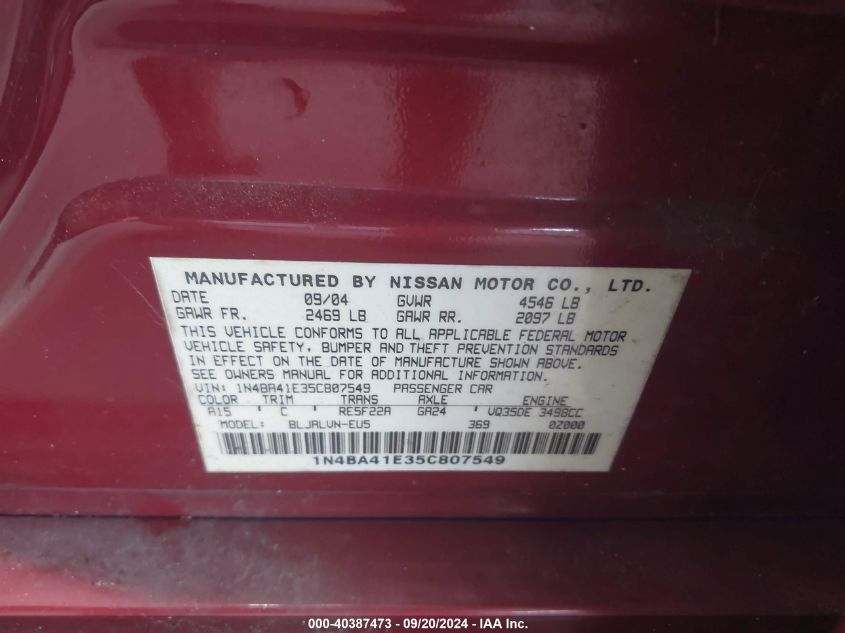 MANUFACTURED BY NISSAN MOTOR CO., LTD.
DATE 09/04 GVWR 4546 LB
GAWR FR. 2469 LB GAWR RR. 2097 LB
THIS VEHICLE CONFORMS TO ALL APPLICABLE FEDERAL MOTOR
VEHICLE SAFETY, BUMPER AND THEFT PREVENTION STANDARDS
IN EFFECT ON THE DATE OF MANUFACTURE SHOWN ABOVE.
SEE OWNERS MANUAL FOR ADDITIONAL INFORMATION.
VIN: 1N4BA41E35C807549 PASSENGER CAR
COLOR TRIM TRANS AXLE ENGINE
A15 C RE5F22A GA24 VQ35DE 3498CC
MODEL: BLJALVN-EU5 369 0Z000
1N4BA41E35C807549
000-40387473 - 09/20/2024 - IAA Inc.